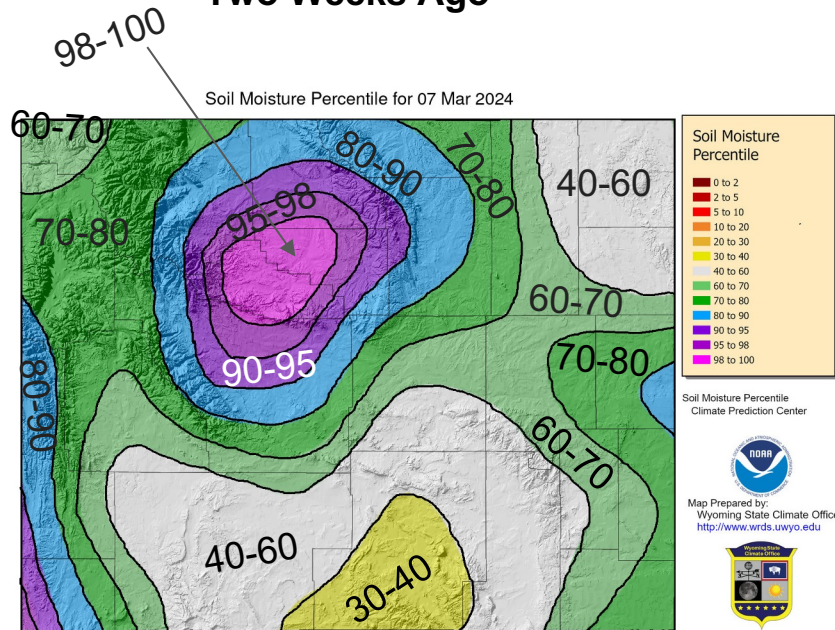 Two Weeks Ago
98-100
Soil Moisture Percentile for 07 Mar 2024
60-70
80-90
70-80
40-60
95-98
70-80
60-70
90-95
70-80
80-90
60-70
40-60
30-40
Soil Moisture
Percentile
0 to 2
2 to 5
5 to 10
10 to 20
20 to 30
30 to 40
40 to 60
60 to 70
70 to 80
80 to 90
90 to 95
95 to 98
98 to 100
Soil Moisture Percentile
Climate Prediction Center
NOAA
Map Prepared by:
Wyoming State Climate Office
http://www.wrds.uwyo.edu
Wyoming State
Climate Office